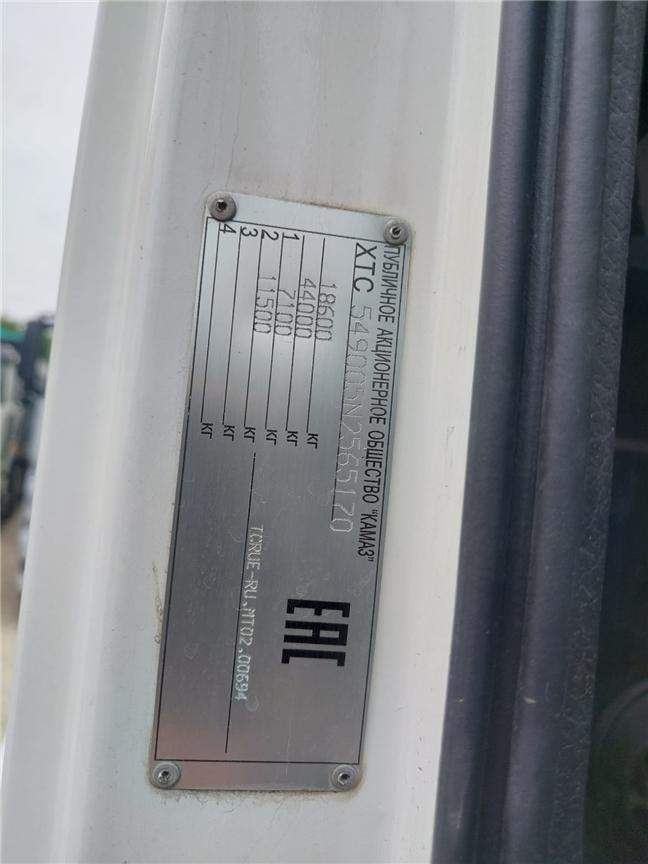 ПУБЛИЧНОЕ АКЦИОНЕРНОЕ ОБЩЕСТВО "КАМАЗ"
XTC 549005N2565170
18600 кг
44000 кг
1 7100 кг
2 11500 кг
3 кг
4 кг
EAC
TCRUE-RU.MT02.00694